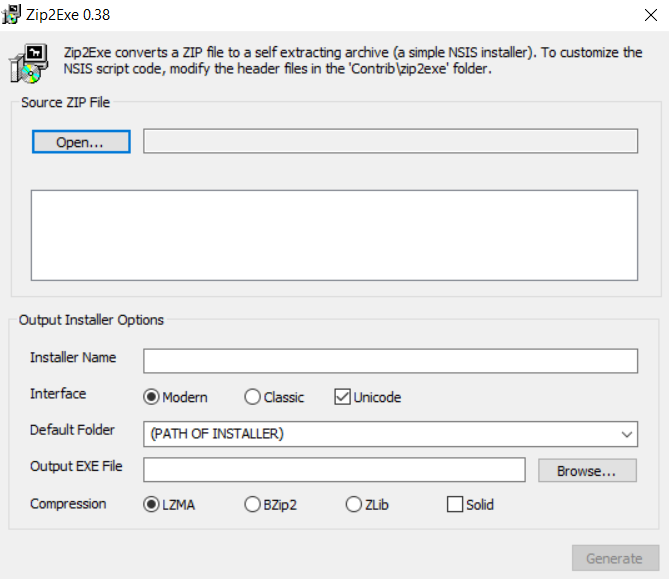 Zip2Exe 0.38
Zip2Exe converts a ZIP file to a self extracting archive (a simple NSIS installer). To customize the
NSIS script code, modify the header files in the 'Contrib\zip2exe' folder.
Source ZIP File
Open...
Output Installer Options
Installer Name
Interface Modern Classic Unicode
Default Folder (PATH OF INSTALLER)
Output EXE File Browse...
Compression LZMA BZip2 ZLib Solid
Generate